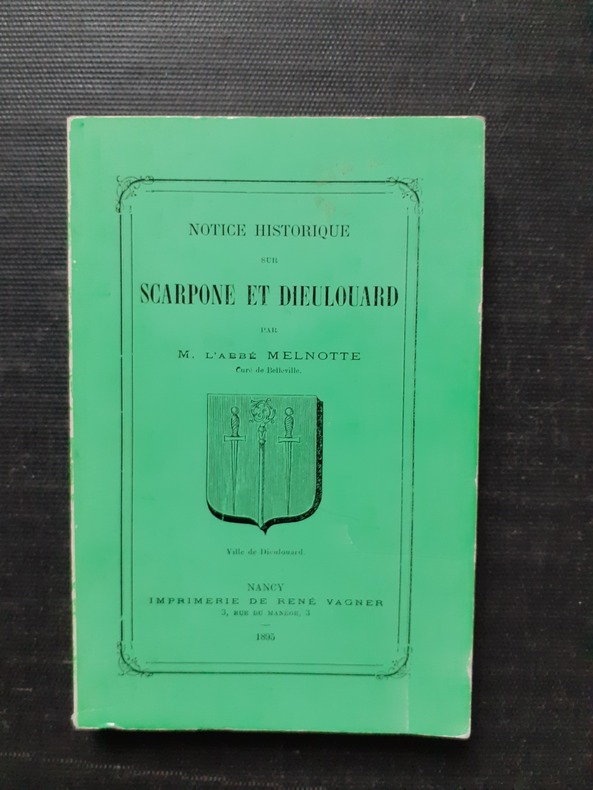 NOTICE HISTORIQUE
SUR
SCARPONE ET DIEULOUARD
PAR
M. L'ABBÉ MELNOTTE
Curé de Belleville.
Ville de Dieulouard
NANCY
IMPRIMERIE DE RENÉ VAGNER
3, RUE DU MANÈGE, 3
1895